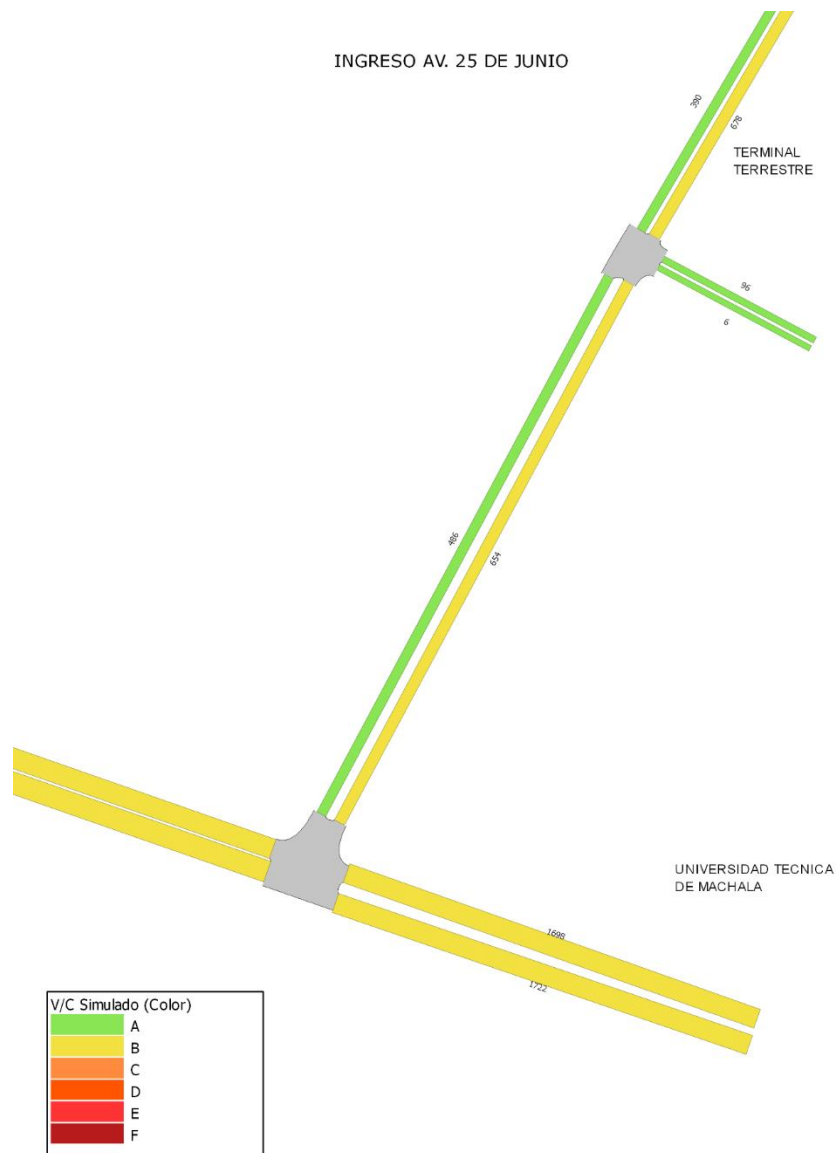 INGRESO AV. 25 DE JUNIO
390
678
TERMINAL
TERRESTRE
96
6
486
654
UNIVERSIDAD TECNICA
DE MACHALA
1698
1722
V/C Simulado (Color)
A
B
C
D
E
F